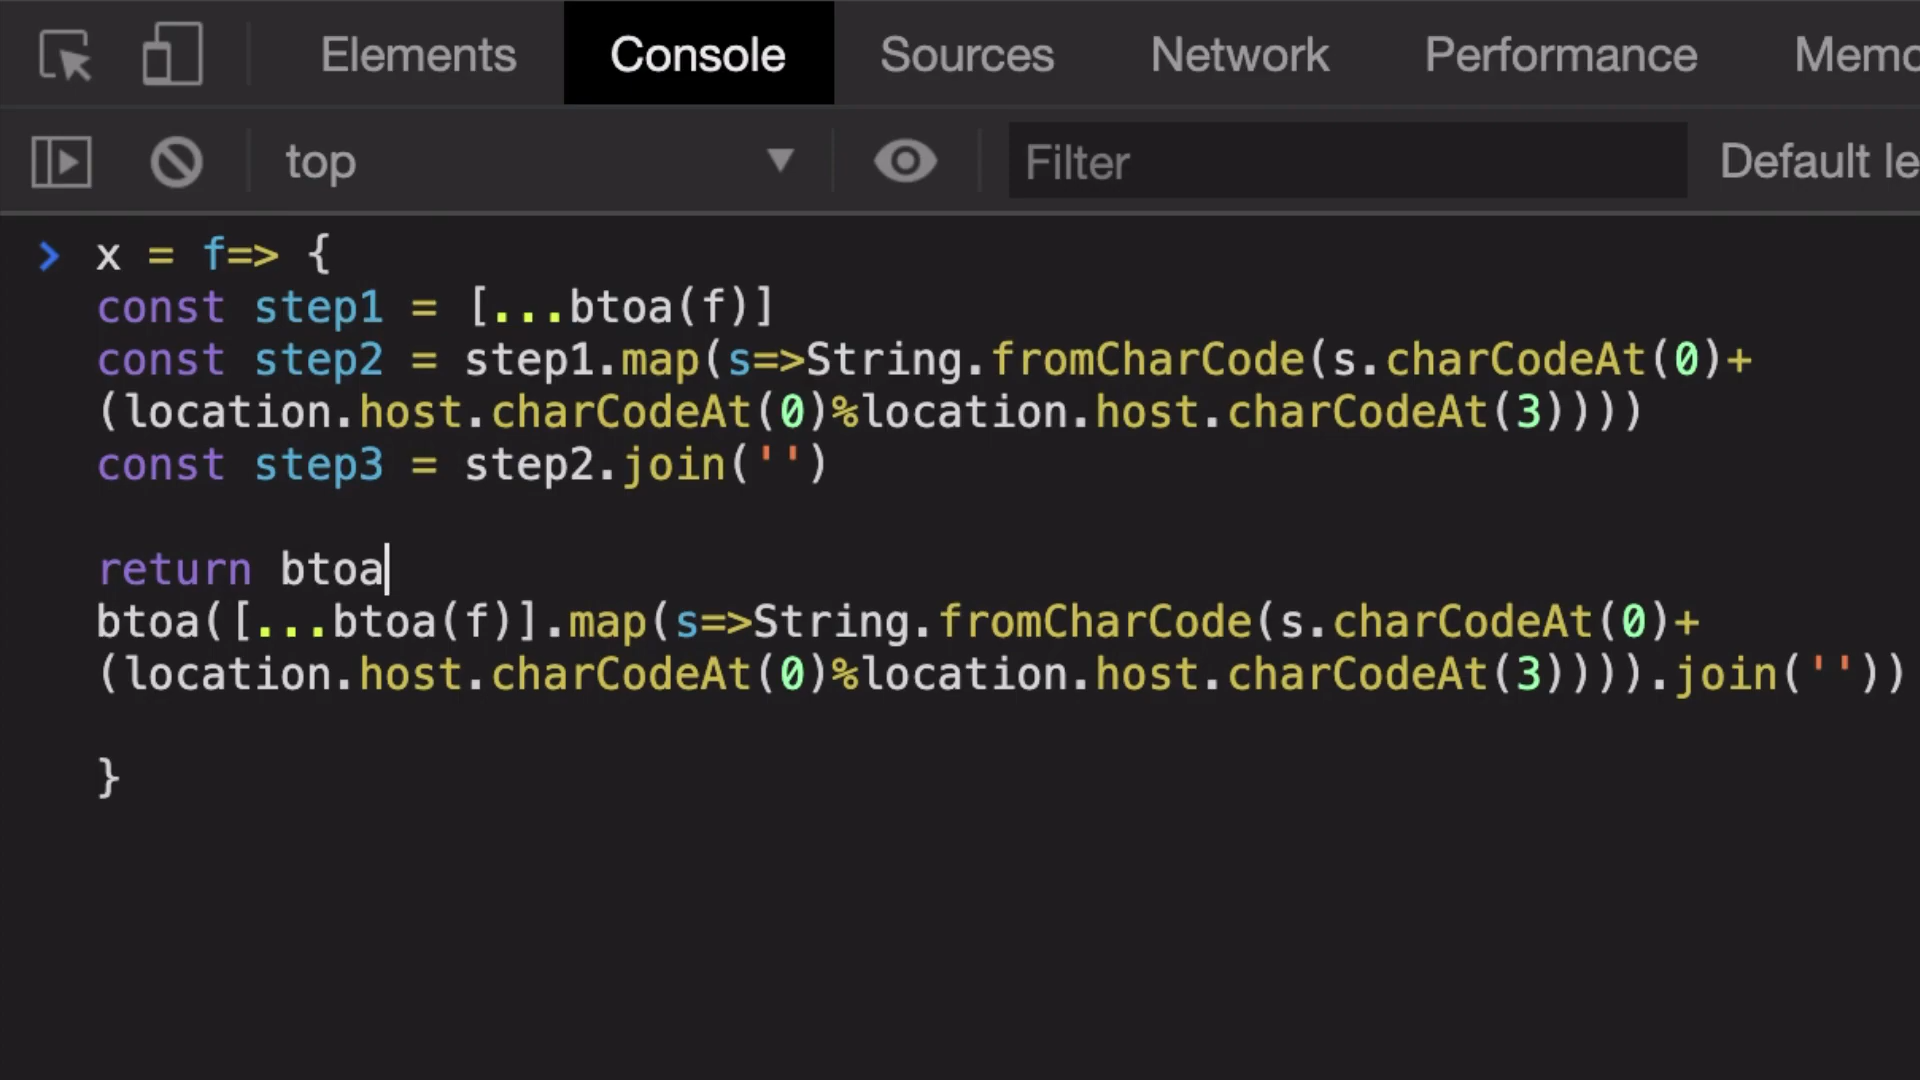 Elements Console Sources Network Performance Memo
top Filter Default le
x = f=> {
const step1 = [...btoa(f)]
const step2 = step1.map(s=>String.fromCharCode(s.charCodeAt(0)+
(location.host.charCodeAt(0)%location.host.charCodeAt(3))))
const step3 = step2.join('')
return btoa
btoa([...btoa(f)].map(s=>String.fromCharCode(s.charCodeAt(0)+
(location.host.charCodeAt(0)%location.host.charCodeAt(3)))).join(''))
}